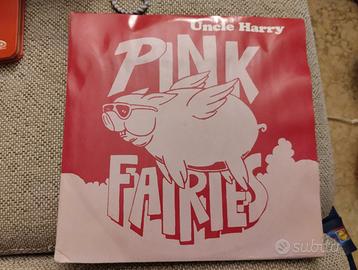 Uncle Harry
PINK
FAIRIES
subito